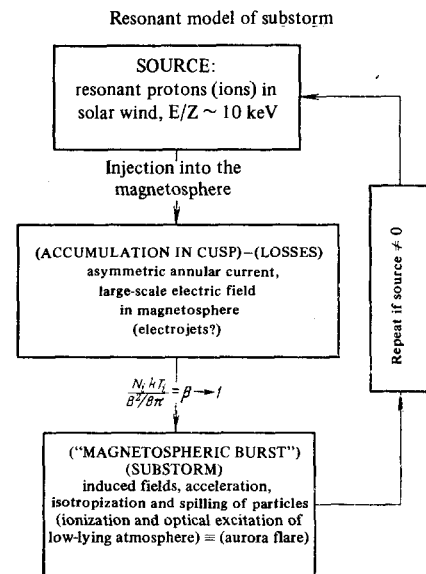 Resonant model of substorm
SOURCE:
resonant protons (ions) in
solar wind, E/Z ~ 10 keV
Injection into the
magnetosphere
(ACCUMULATION IN CUSP)–(LOSSES)
asymmetric annular current,
large-scale electric field
in magnetosphere
(electrojets?)
N_i kT_i / B²/8π = β → 1
("MAGNETOSPHERIC BURST")
(SUBSTORM)
induced fields, acceleration,
isotropization and spilling of particles
(ionization and optical excitation of
low-lying atmosphere) ≡ (aurora flare)
Repeat if source ≠ 0